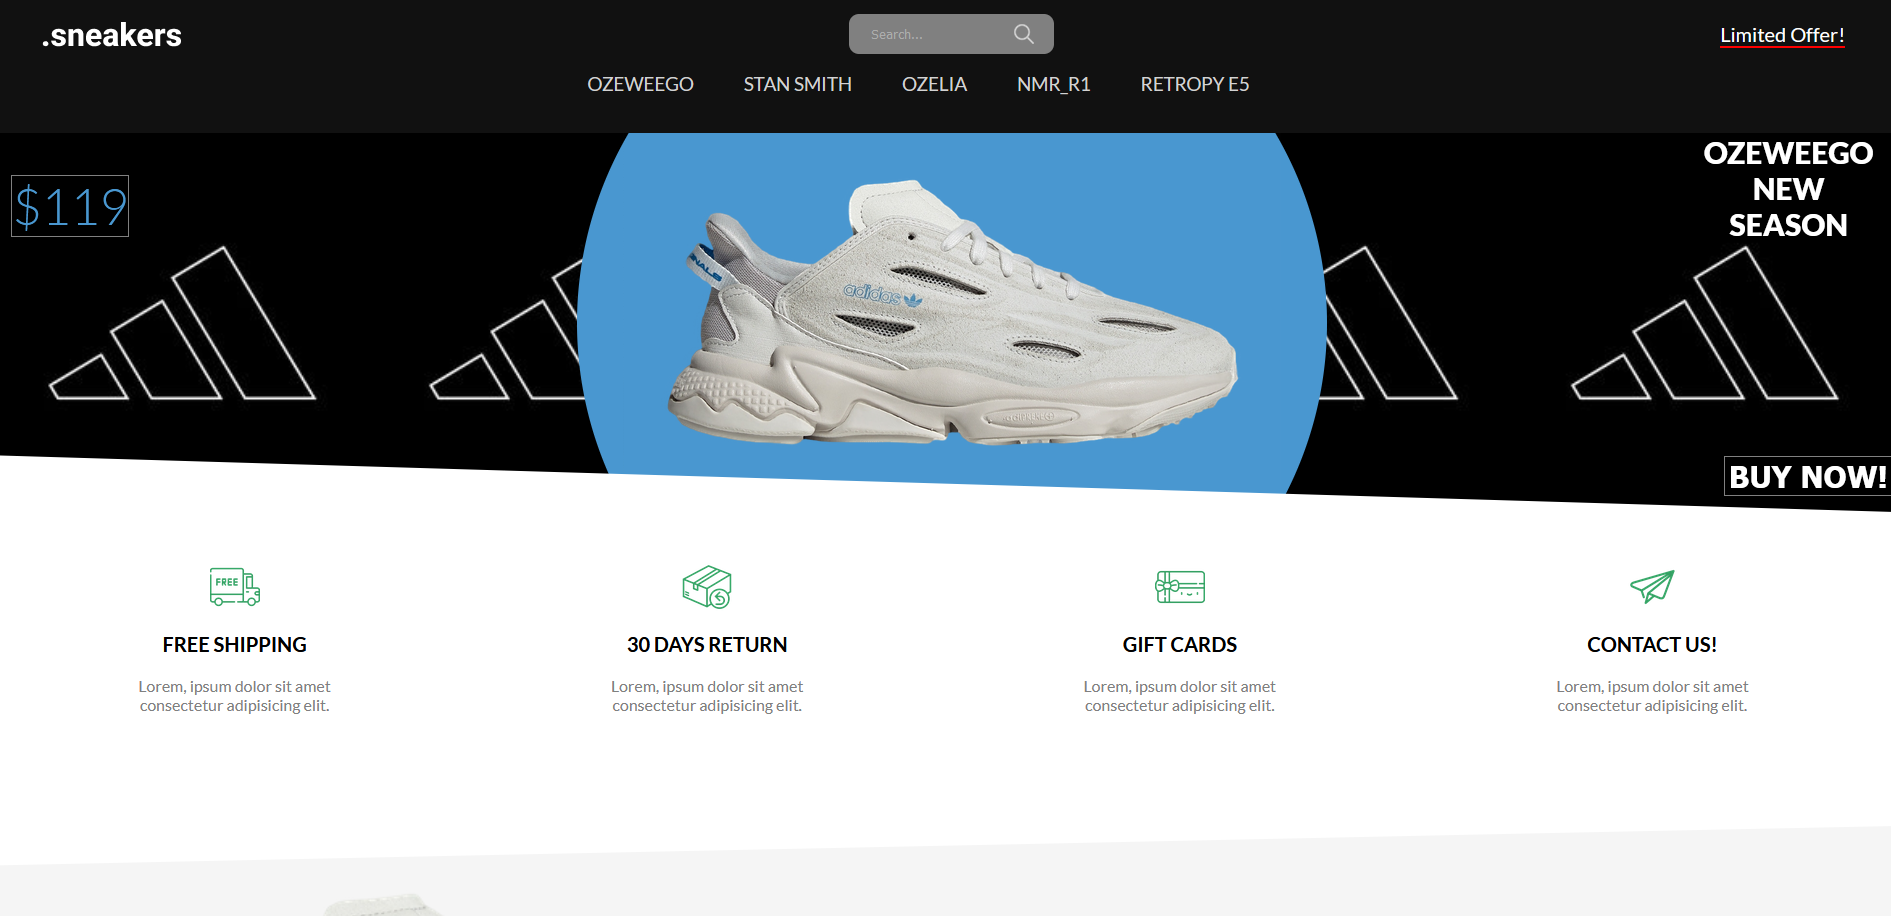 .sneakers
Search...
Limited Offer!
OZEWEEGO
STAN SMITH
OZELIA
NMR_R1
RETROPY E5
$119
OZEWEEGO
NEW
SEASON
adidas
BUY NOW!
FREE
FREE SHIPPING
Lorem, ipsum dolor sit amet
consectetur adipisicing elit.
30 DAYS RETURN
Lorem, ipsum dolor sit amet
consectetur adipisicing elit.
GIFT CARDS
Lorem, ipsum dolor sit amet
consectetur adipisicing elit.
CONTACT US!
Lorem, ipsum dolor sit amet
consectetur adipisicing elit.